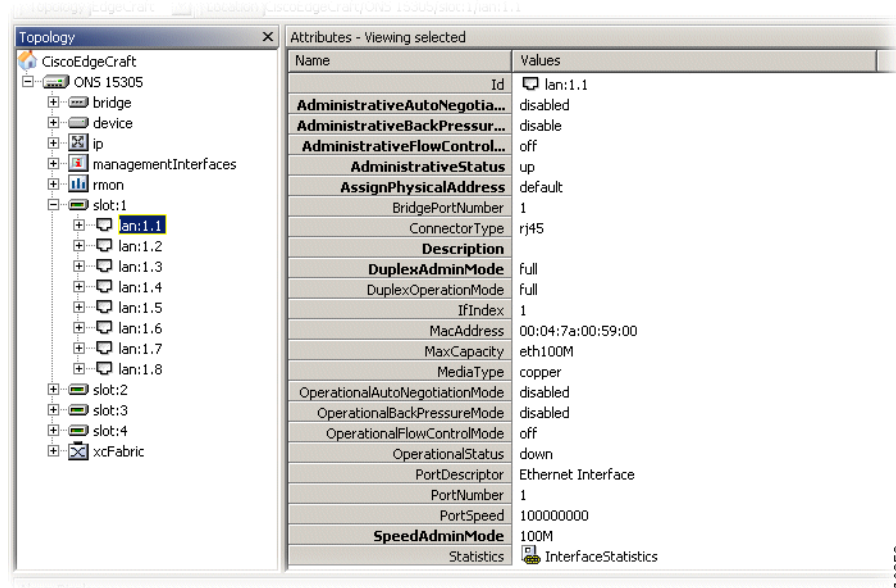 Topology
CiscoEdgeCraft
ONS 15305
bridge
device
ip
managementInterfaces
rmon
slot:1
lan:1.1
lan:1.2
lan:1.3
lan:1.4
lan:1.5
lan:1.6
lan:1.7
lan:1.8
slot:2
slot:3
slot:4
xcFabric
Attributes - Viewing selected
Name Values
Id lan:1.1
AdministrativeAutoNegotia... disabled
AdministrativeBackPressur... disable
AdministrativeFlowControl... off
AdministrativeStatus up
AssignPhysicalAddress default
BridgePortNumber 1
ConnectorType rj45
Description
DuplexAdminMode full
DuplexOperationMode full
IfIndex 1
MacAddress 00:04:7a:00:59:00
MaxCapacity eth100M
MediaType copper
OperationalAutoNegotiationMode disabled
OperationalBackPressureMode disabled
OperationalFlowControlMode off
OperationalStatus down
PortDescriptor Ethernet Interface
PortNumber 1
PortSpeed 100000000
SpeedAdminMode 100M
Statistics InterfaceStatistics